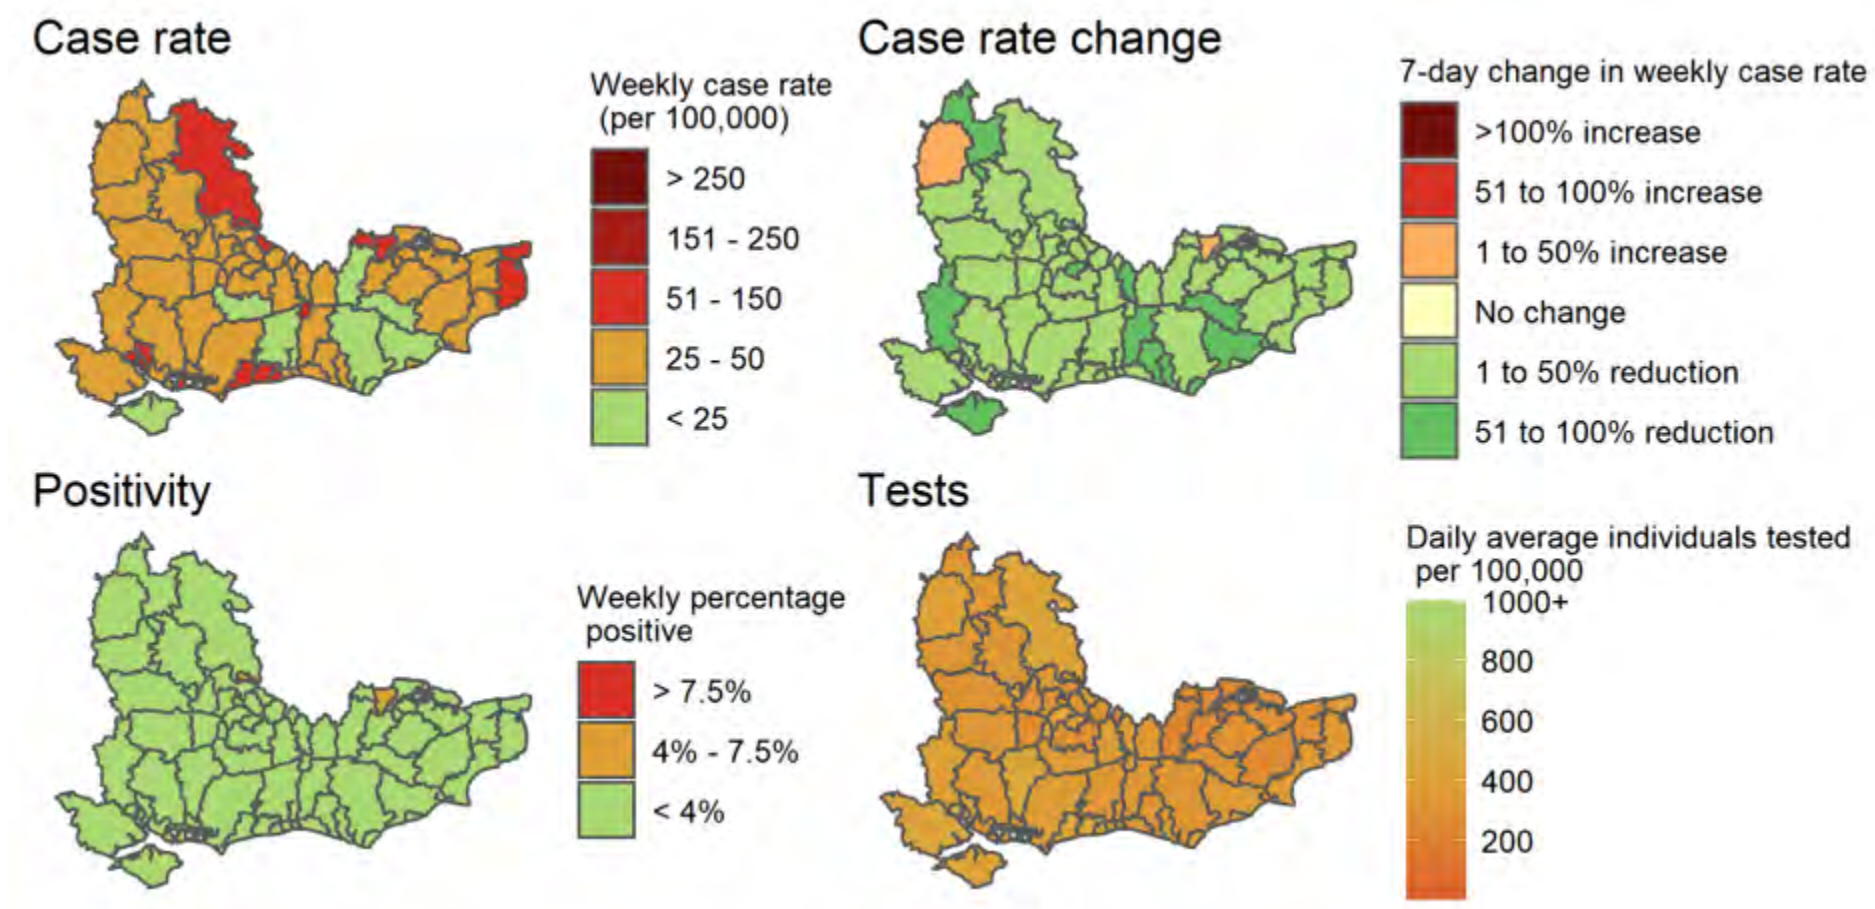 Case rate
Weekly case rate
(per 100,000)
> 250
151 - 250
51 - 150
25 - 50
< 25
Case rate change
7-day change in weekly case rate
>100% increase
51 to 100% increase
1 to 50% increase
No change
1 to 50% reduction
51 to 100% reduction
Positivity
Weekly percentage
positive
> 7.5%
4% - 7.5%
< 4%
Tests
Daily average individuals tested
per 100,000
1000+
800
600
400
200